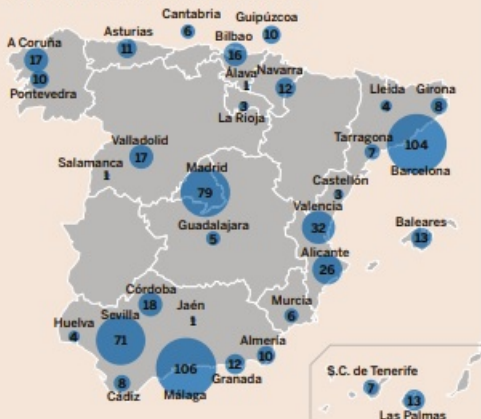 Cantabria
6
Guipúzcoa
10
Asturias
11
Bilbao
16
A Coruña
17
10
Pontevedra
Álava
1
Navarra
12
La Rioja
3
Lleida
4
Girona
8
Tarragona
7
104
Barcelona
Valladolid
17
Salamanca
1
Madrid
79
Guadalajara
5
Castellón
3
Valencia
32
Baleares
13
Alicante
26
Córdoba
18
Jaén
1
Murcia
6
Huelva
4
Sevilla
71
Almería
10
12
Granada
106
Málaga
8
Cádiz
S.C. de Tenerife
7
13
Las Palmas